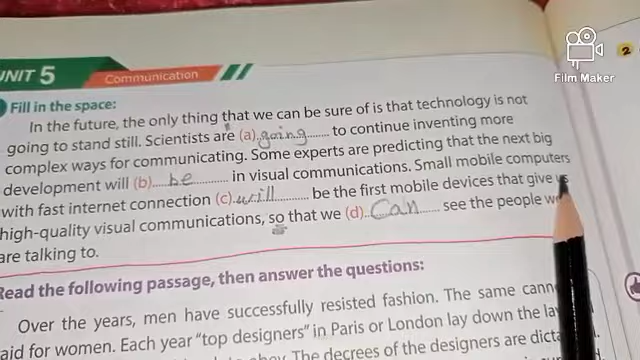 UNIT 5
Communication
2
Film Maker
Fill in the space:
In the future, the only thing that we can be sure of is that technology is not
going to stand still. Scientists are (a) going to continue inventing more
complex ways for communicating. Some experts are predicting that the next big
development will (b) be in visual communications. Small mobile computers
with fast internet connection (c) will be the first mobile devices that give us
high-quality visual communications, so that we (d) Can see the people
are talking to.
Read the following passage, then answer the questions:
Over the years, men have successfully resisted fashion. The same
aid for women. Each year "top designers" in Paris or London lay down the
The decrees of the designers are